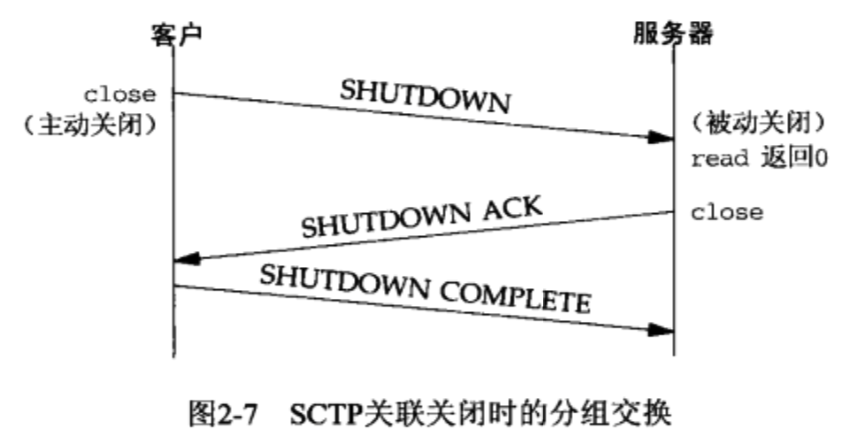 客户
服务器
close
（主动关闭）
SHUTDOWN
（被动关闭）
read 返回0
SHUTDOWN ACK
close
SHUTDOWN COMPLETE
图2-7 SCTP关联关闭时的分组交换